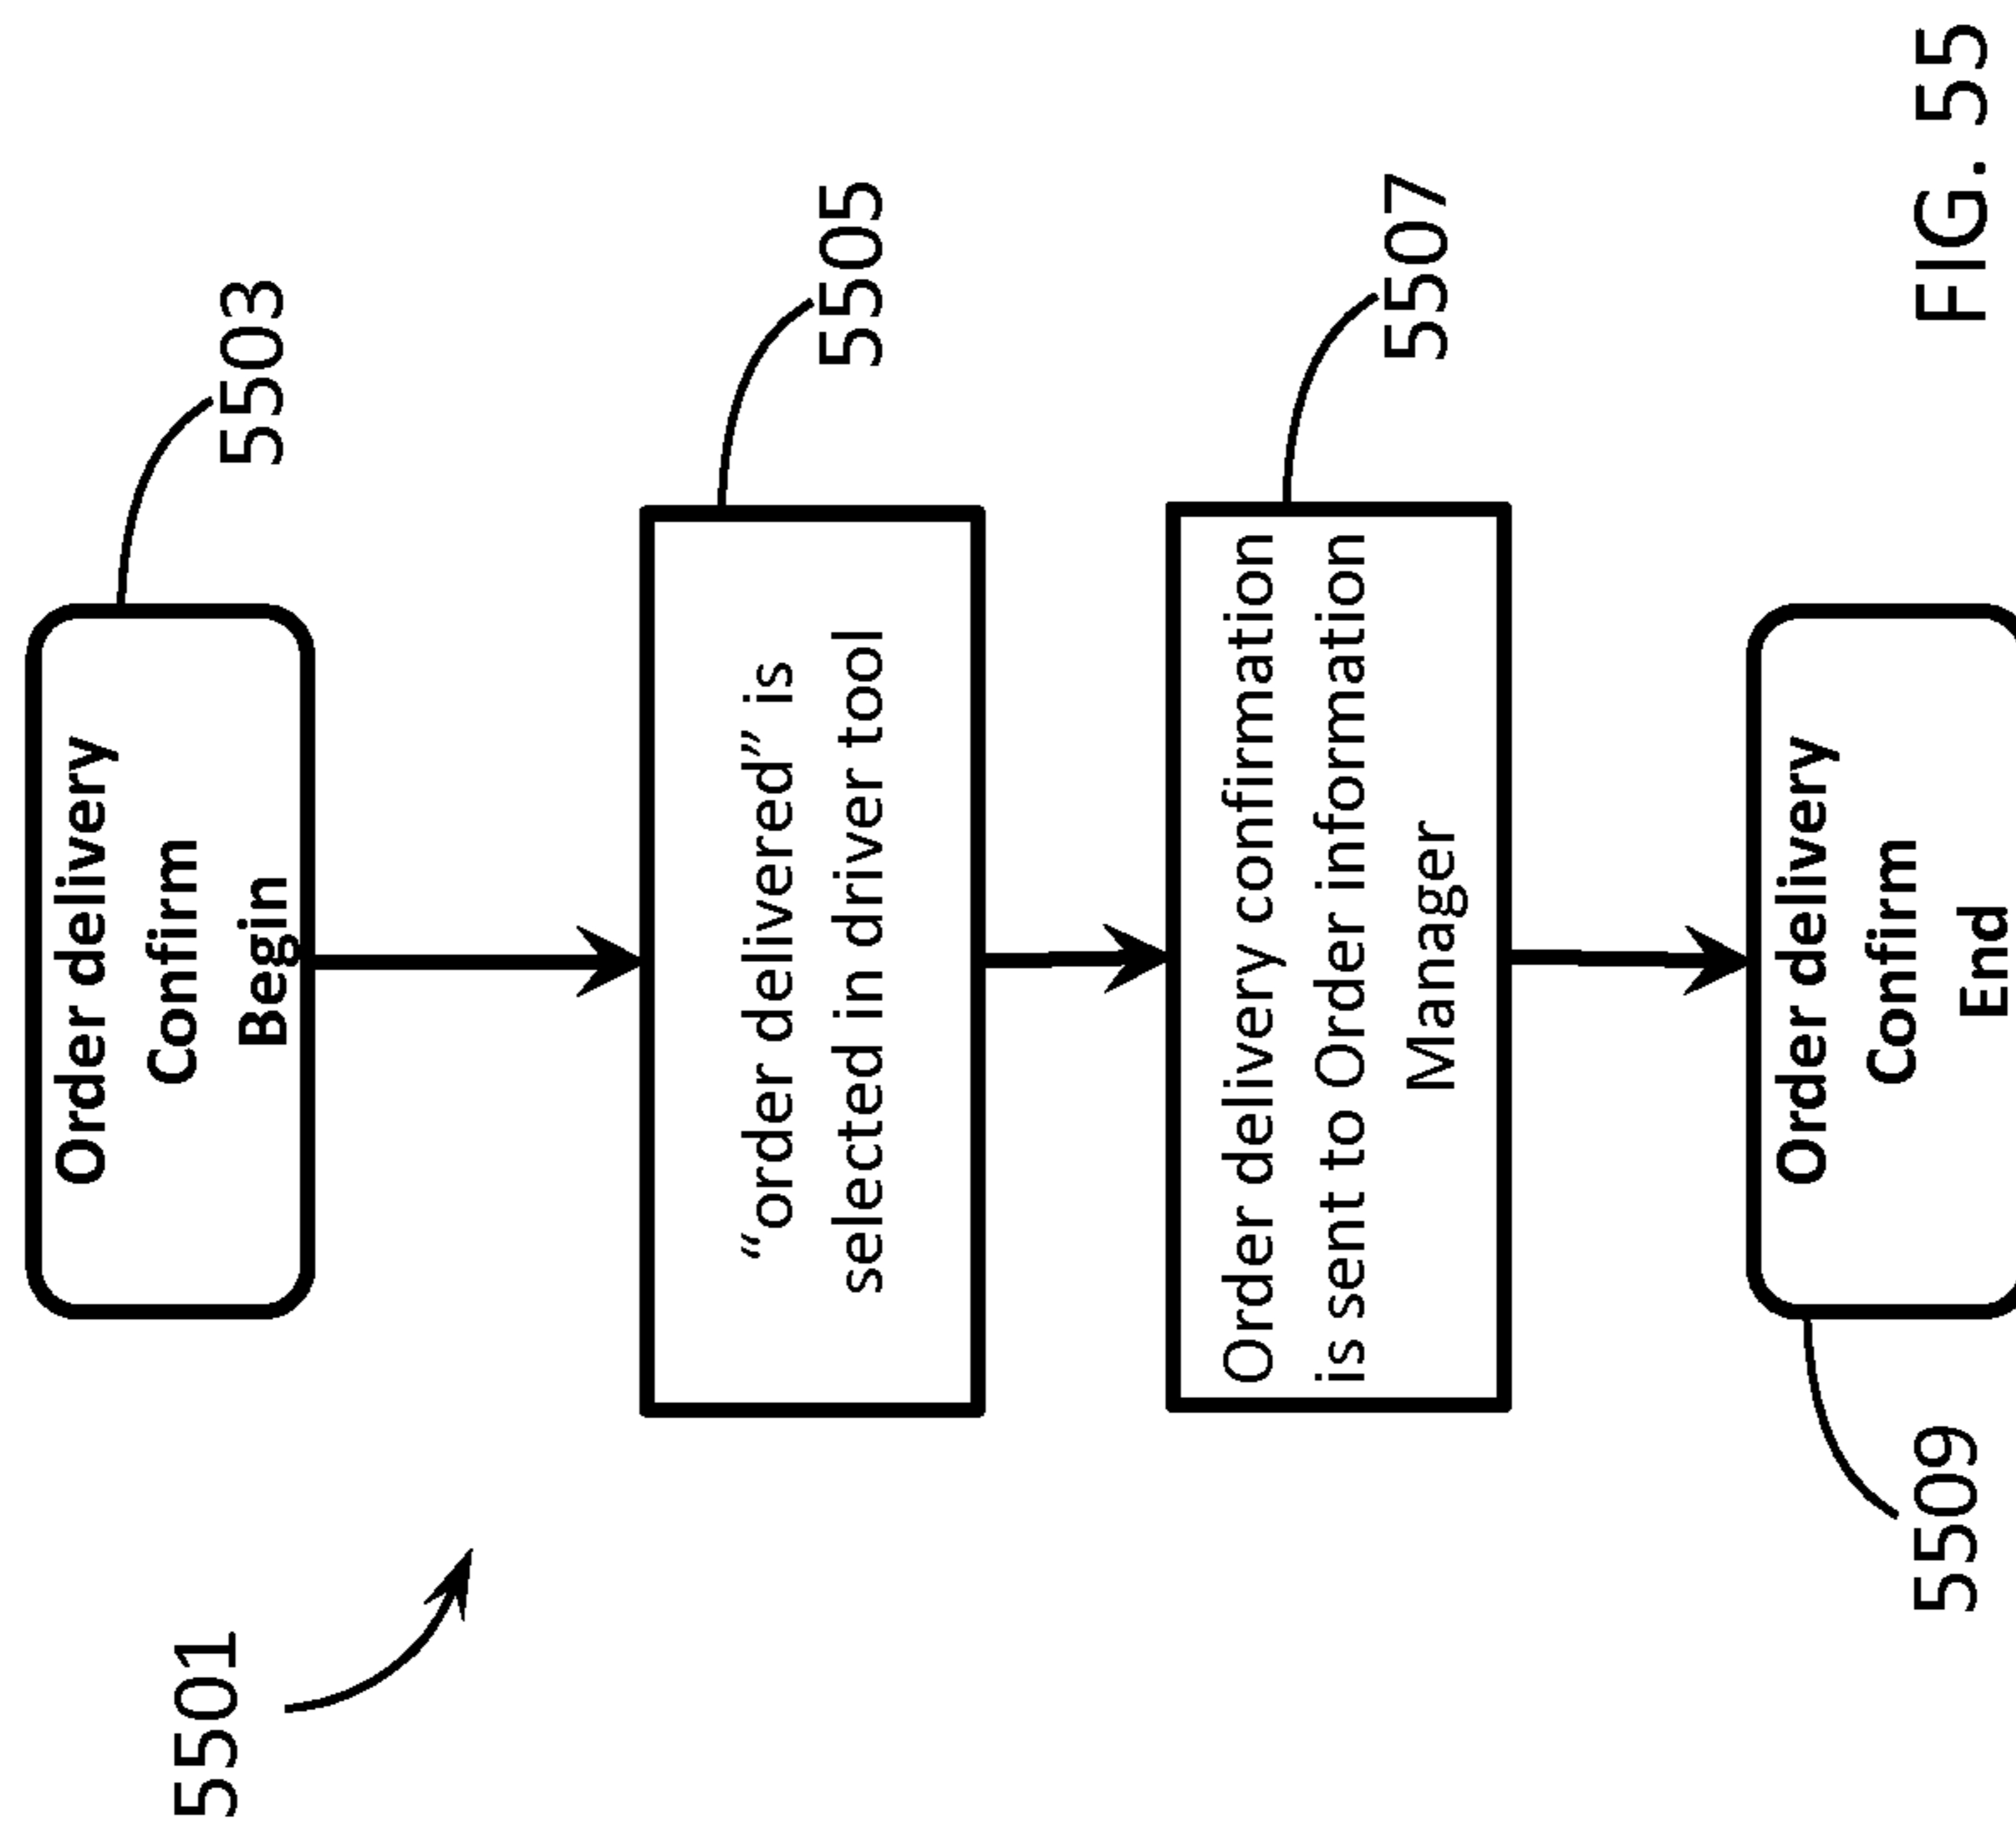 5501
Order delivery
Confirm
Begin
5503
“order delivered” is
selected in driver tool
5505
Order delivery confirmation
is sent to Order information
Manager
5507
Order delivery
Confirm
End
5509
FIG. 55